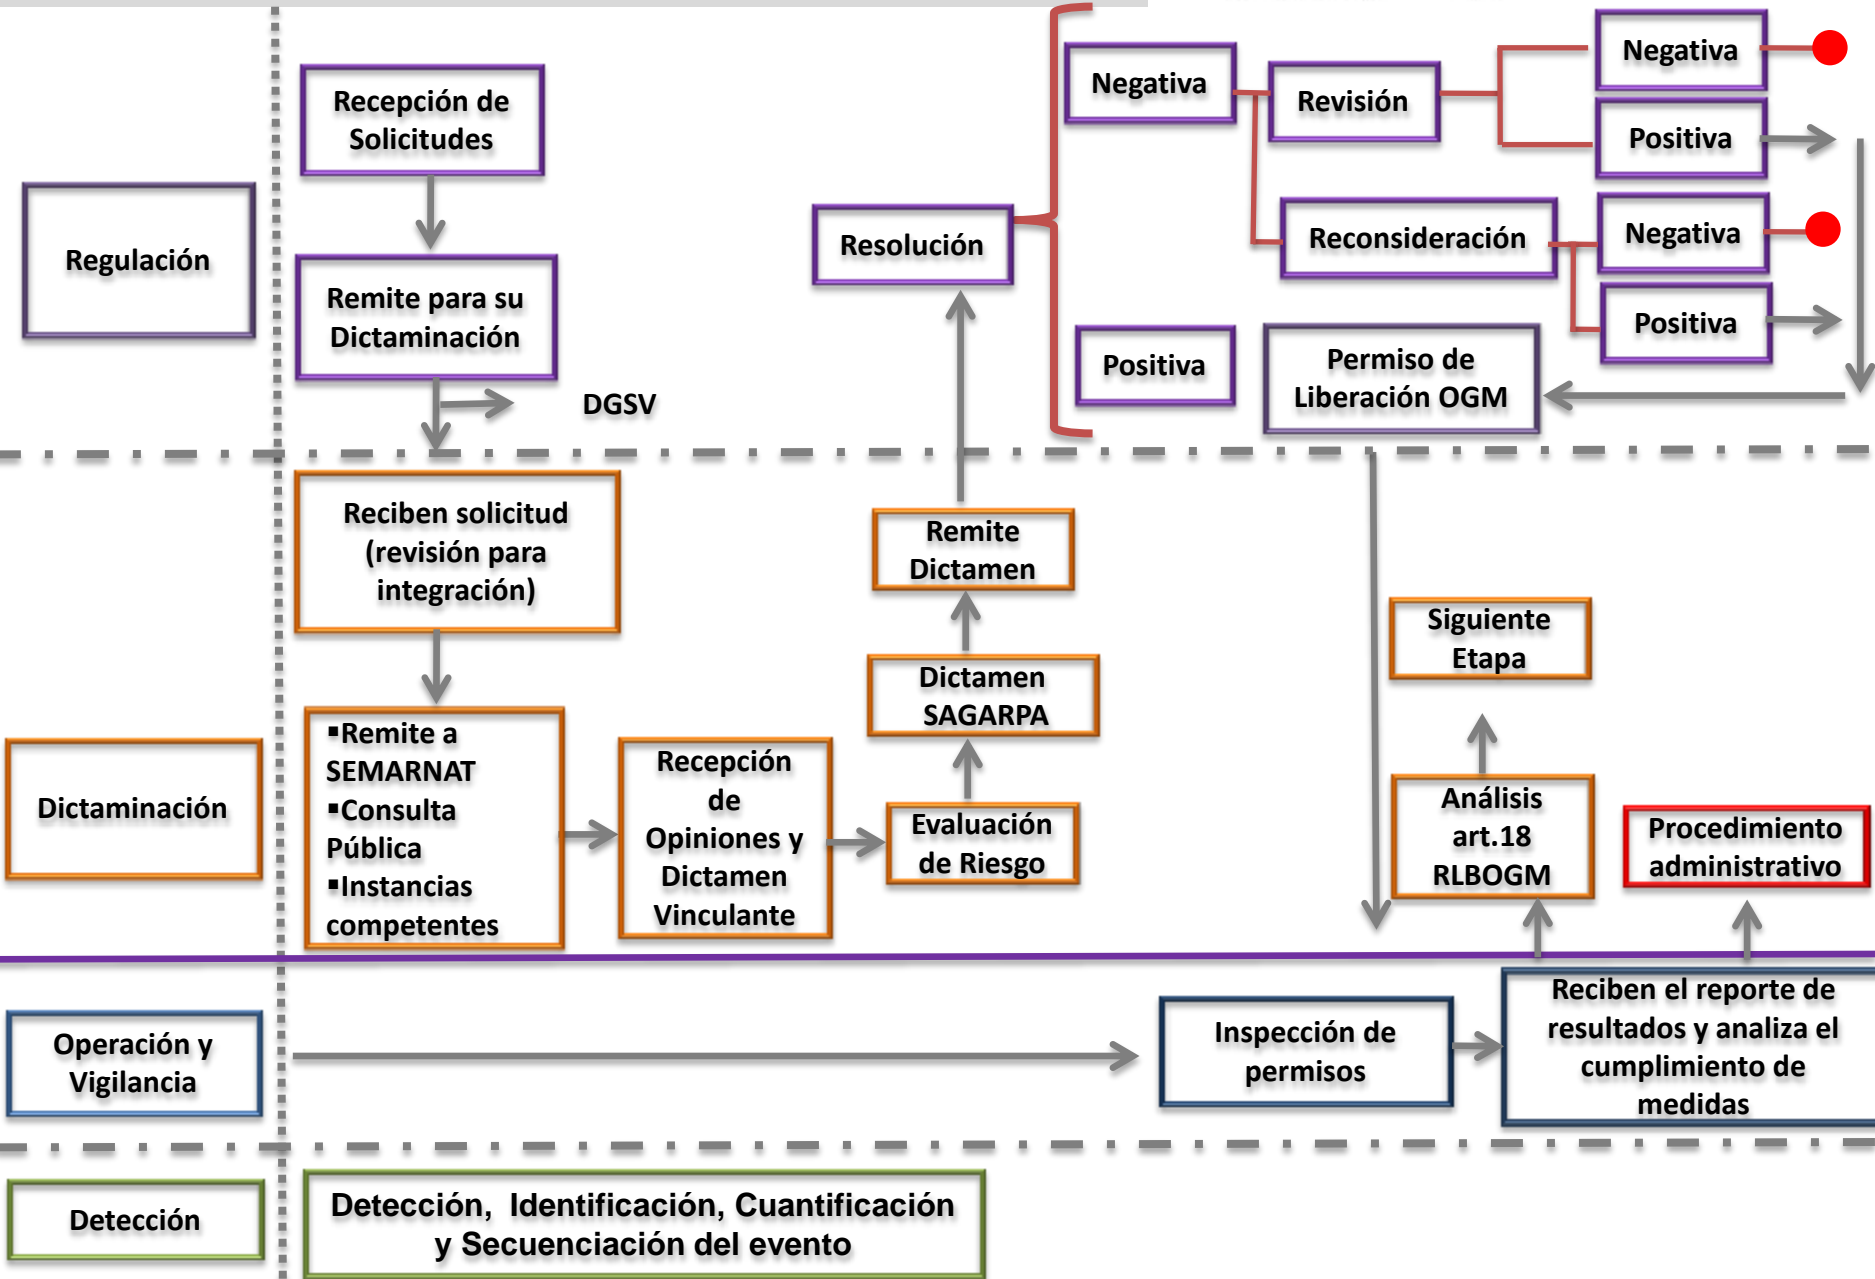 Regulación
Recepción de
Solicitudes
Remite para su
Dictaminación
DGSV
Resolución
Negativa
Revisión
Negativa
Positiva
Reconsideración
Negativa
Positiva
Positiva
Permiso de
Liberación OGM
Dictaminación
Reciben solicitud
(revisión para
integración)
▪Remite a
SEMARNAT
▪Consulta
Pública
▪Instancias
competentes
Recepción
de
Opiniones y
Dictamen
Vinculante
Evaluación
de Riesgo
Dictamen
SAGARPA
Remite
Dictamen
Siguiente
Etapa
Análisis
art.18
RLBOGM
Procedimiento
administrativo
Operación y
Vigilancia
Inspección de
permisos
Reciben el reporte de
resultados y analiza el
cumplimiento de
medidas
Detección
Detección, Identificación, Cuantificación
y Secuenciación del evento